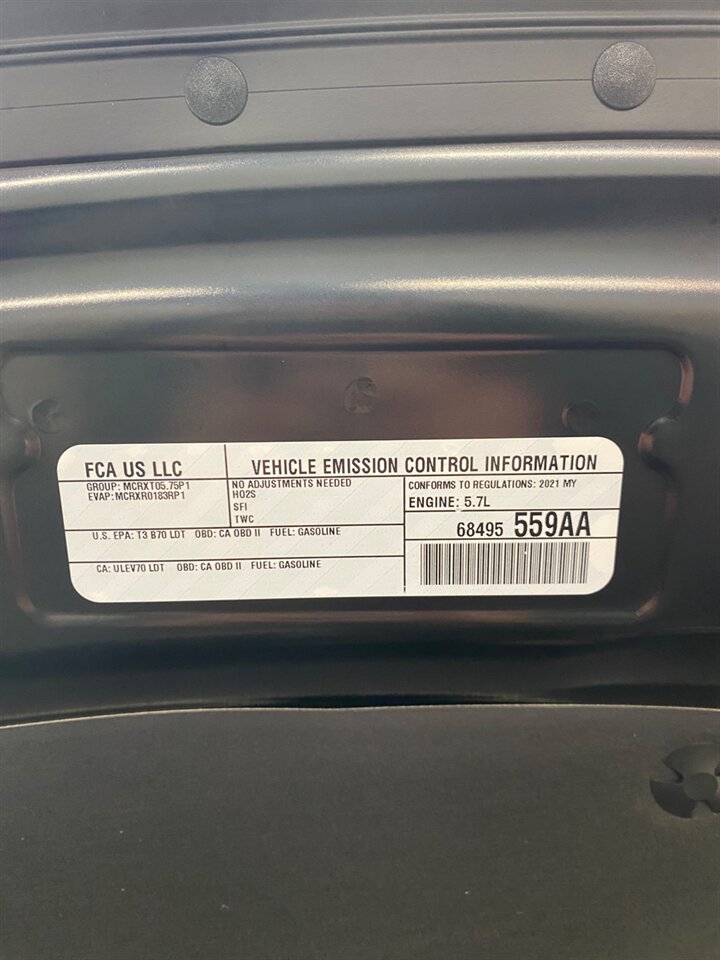 FCA US LLC
VEHICLE EMISSION CONTROL INFORMATION
GROUP: MCRXT05.75P1
EVAP: MCRXR0183RP1
NO ADJUSTMENTS NEEDED
HO2S
SFI
TWC
CONFORMS TO REGULATIONS: 2021 MY
ENGINE: 5.7L
68495 559AA
U.S. EPA: T3 B70 LDT OBD: CA OBD II FUEL: GASOLINE
CA: ULEV70 LDT OBD: CA OBD II FUEL: GASOLINE